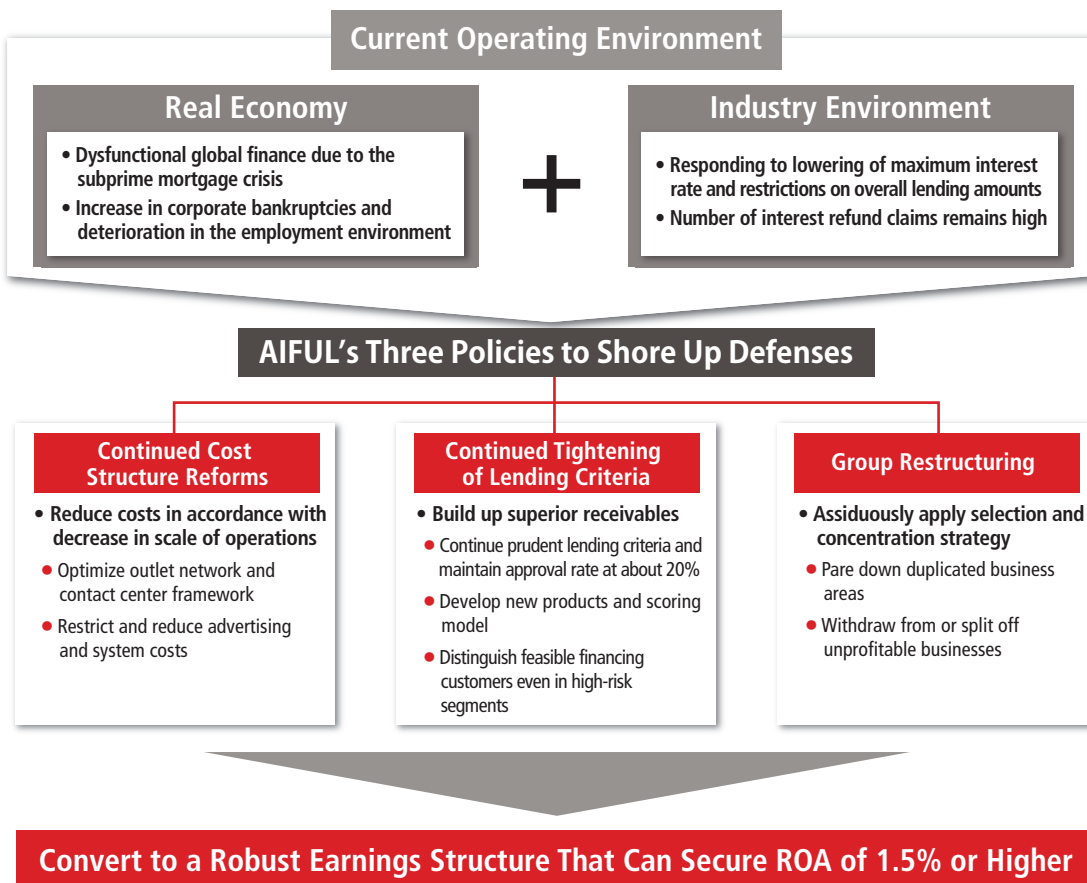 Current Operating Environment
Real Economy
• Dysfunctional global finance due to the
subprime mortgage crisis
• Increase in corporate bankruptcies and
deterioration in the employment environment
+
Industry Environment
• Responding to lowering of maximum interest
rate and restrictions on overall lending amounts
• Number of interest refund claims remains high
AIFUL's Three Policies to Shore Up Defenses
Continued Cost
Structure Reforms
• Reduce costs in accordance with
decrease in scale of operations
• Optimize outlet network and
contact center framework
• Restrict and reduce advertising
and system costs
Continued Tightening
of Lending Criteria
• Build up superior receivables
• Continue prudent lending criteria and
maintain approval rate at about 20%
• Develop new products and scoring
model
• Distinguish feasible financing
customers even in high-risk
segments
Group Restructuring
• Assiduously apply selection and
concentration strategy
• Pare down duplicated business
areas
• Withdraw from or split off
unprofitable businesses
Convert to a Robust Earnings Structure That Can Secure ROA of 1.5% or Higher